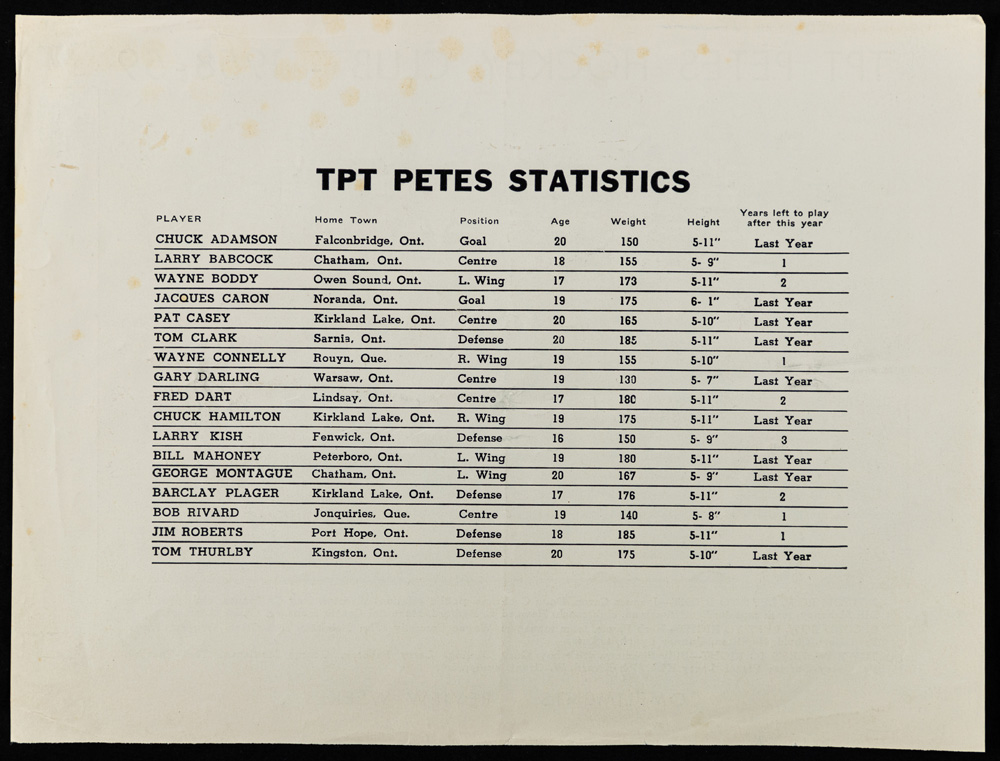 TPT PETES STATISTICS
PLAYER Home Town Position Age Weight Height Years left to play after this year
CHUCK ADAMSON Falconbridge, Ont. Goal 20 150 5-11" Last Year
LARRY BABCOCK Chatham, Ont. Centre 18 155 5- 9" 1
WAYNE BODDY Owen Sound, Ont. L. Wing 17 173 5-11" 2
JACQUES CARON Noranda, Ont. Goal 19 175 6- 1" Last Year
PAT CASEY Kirkland Lake, Ont. Centre 20 165 5-10" Last Year
TOM CLARK Sarnia, Ont. Defense 20 185 5-11" Last Year
WAYNE CONNELLY Rouyn, Que. R. Wing 19 155 5-10" 1
GARY DARLING Warsaw, Ont. Centre 19 130 5- 7" Last Year
FRED DART Lindsay, Ont. Centre 17 180 5-11" 2
CHUCK HAMILTON Kirkland Lake, Ont. R. Wing 19 175 5-11" Last Year
LARRY KISH Fenwick, Ont. Defense 16 150 5- 9" 3
BILL MAHONEY Peterboro, Ont. L. Wing 19 180 5-11" Last Year
GEORGE MONTAGUE Chatham, Ont. L. Wing 20 167 5- 9" Last Year
BARCLAY PLAGER Kirkland Lake, Ont. Defense 17 176 5-11" 2
BOB RIVARD Jonquiries, Que. Centre 19 140 5- 8" 1
JIM ROBERTS Port Hope, Ont. Defense 18 185 5-11" 1
TOM THURLBY Kingston, Ont. Defense 20 175 5-10" Last Year